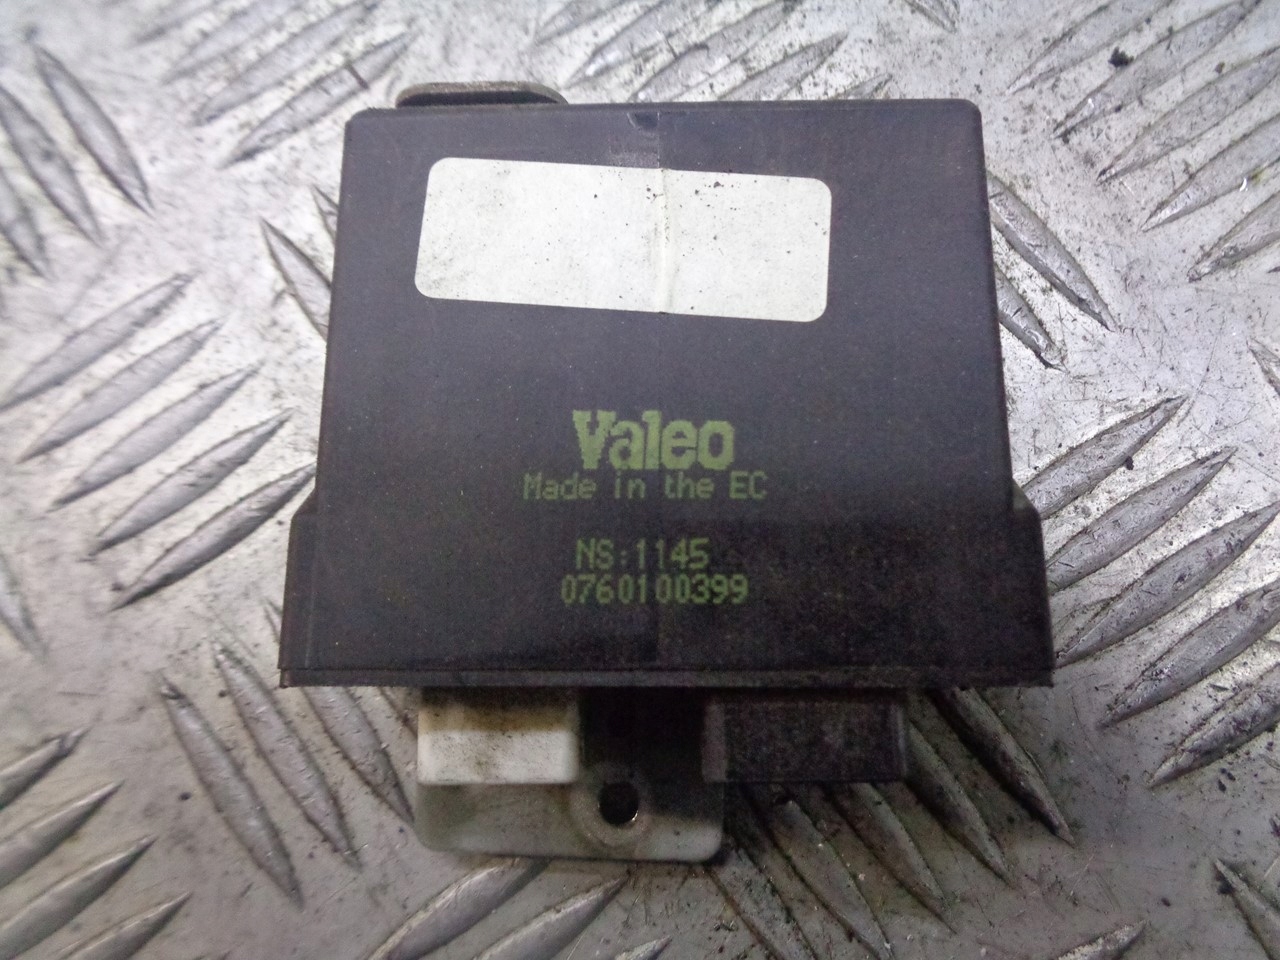 Valeo
Made in the EC
NS:1145
0760100399